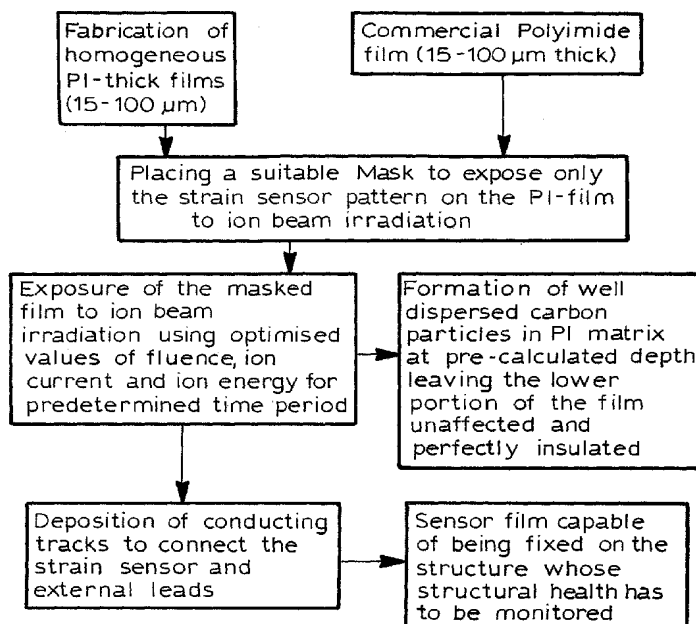 Fabrication of
homogeneous
PI-thick films
(15-100 µm)
Commercial Polyimide
film (15-100 µm thick)
Placing a suitable Mask to expose only
the strain sensor pattern on the PI-film
to ion beam irradiation
Exposure of the masked
film to ion beam
irradiation using optimised
values of fluence, ion
current and ion energy for
predetermined time period
Formation of well
dispersed carbon
particles in PI matrix
at pre-calculated depth
leaving the lower
portion of the film
unaffected and
perfectly insulated
Deposition of conducting
tracks to connect the
strain sensor and
external leads
Sensor film capable
of being fixed on the
structure whose
structural health has
to be monitored